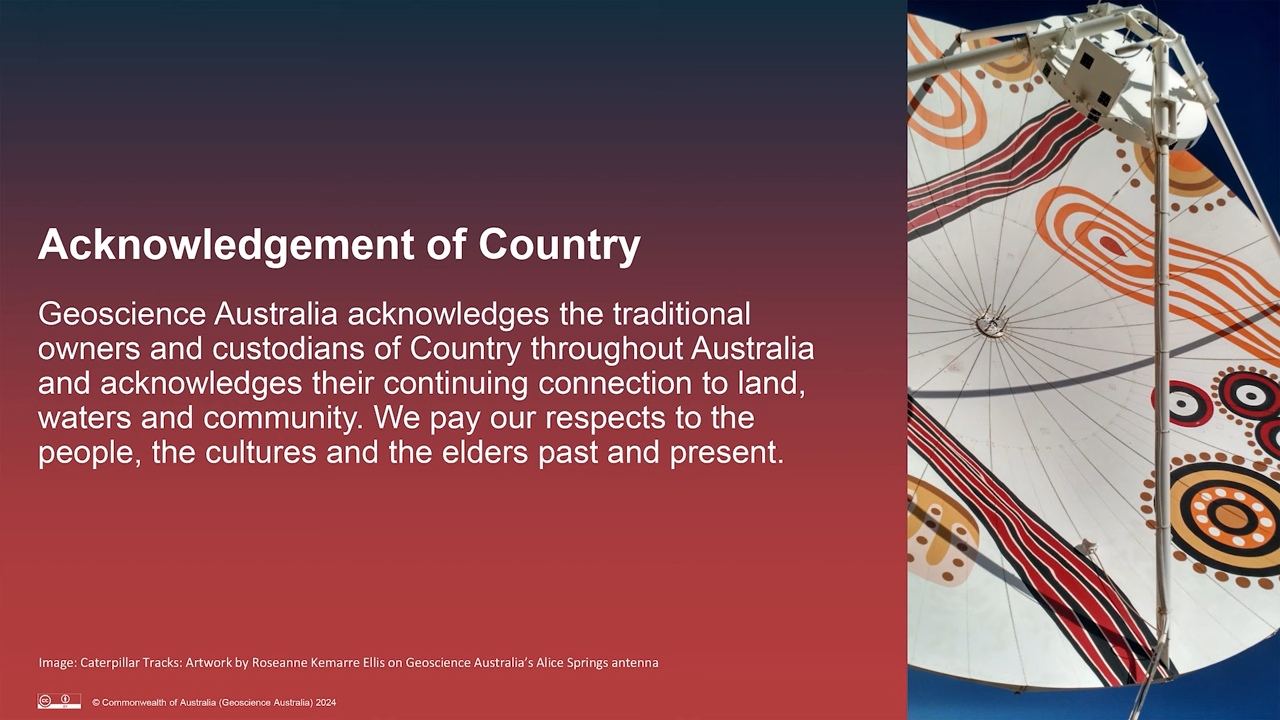 Acknowledgement of Country
Geoscience Australia acknowledges the traditional
owners and custodians of Country throughout Australia
and acknowledges their continuing connection to land,
waters and community. We pay our respects to the
people, the cultures and the elders past and present.
Image: Caterpillar Tracks: Artwork by Roseanne Kemarre Ellis on Geoscience Australia’s Alice Springs antenna
cc BY © Commonwealth of Australia (Geoscience Australia) 2024